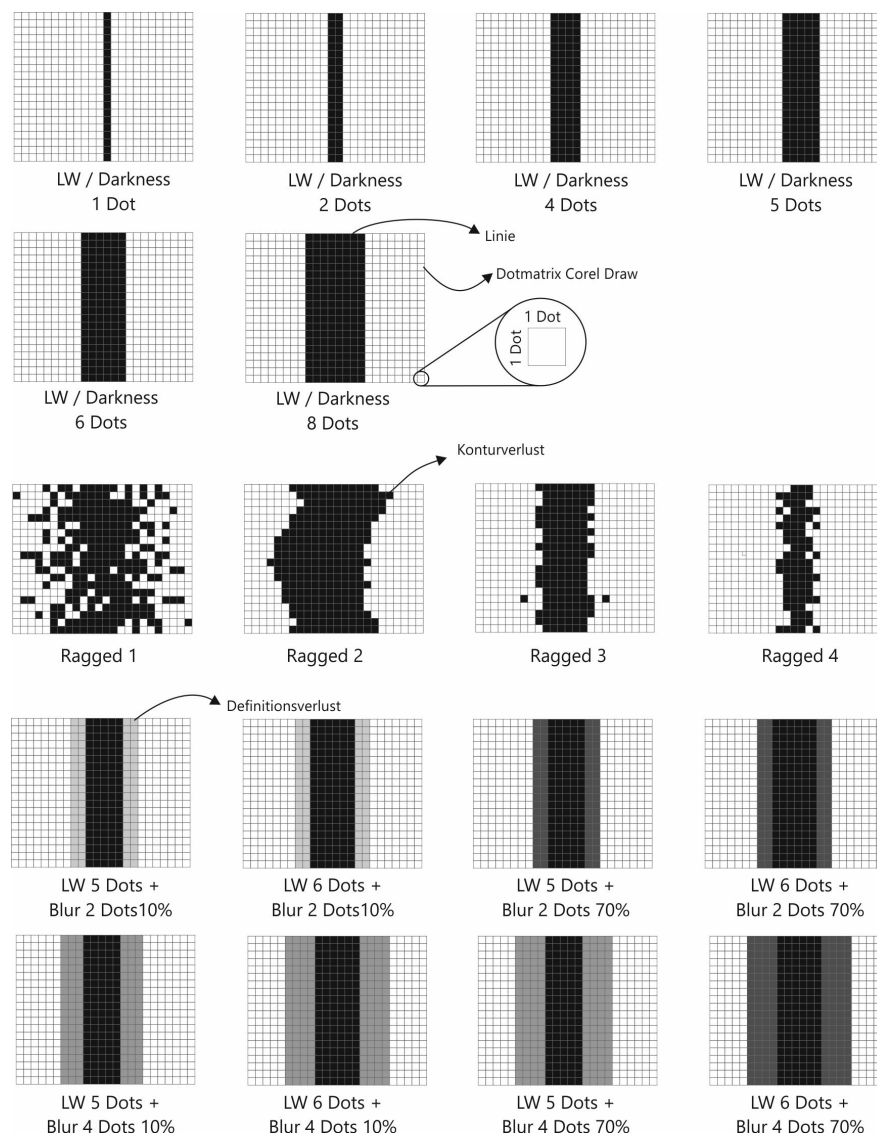 LW / Darkness
1 Dot
LW / Darkness
2 Dots
LW / Darkness
4 Dots
LW / Darkness
5 Dots
Linie
Dotmatrix Corel Draw
1 Dot
1 Dot
LW / Darkness
6 Dots
LW / Darkness
8 Dots
Konturverlust
Ragged 1
Ragged 2
Ragged 3
Ragged 4
Definitionsverlust
LW 5 Dots +
Blur 2 Dots10%
LW 6 Dots +
Blur 2 Dots10%
LW 5 Dots +
Blur 2 Dots 70%
LW 6 Dots +
Blur 2 Dots 70%
LW 5 Dots +
Blur 4 Dots 10%
LW 6 Dots +
Blur 4 Dots 10%
LW 5 Dots +
Blur 4 Dots 70%
LW 6 Dots +
Blur 4 Dots 70%